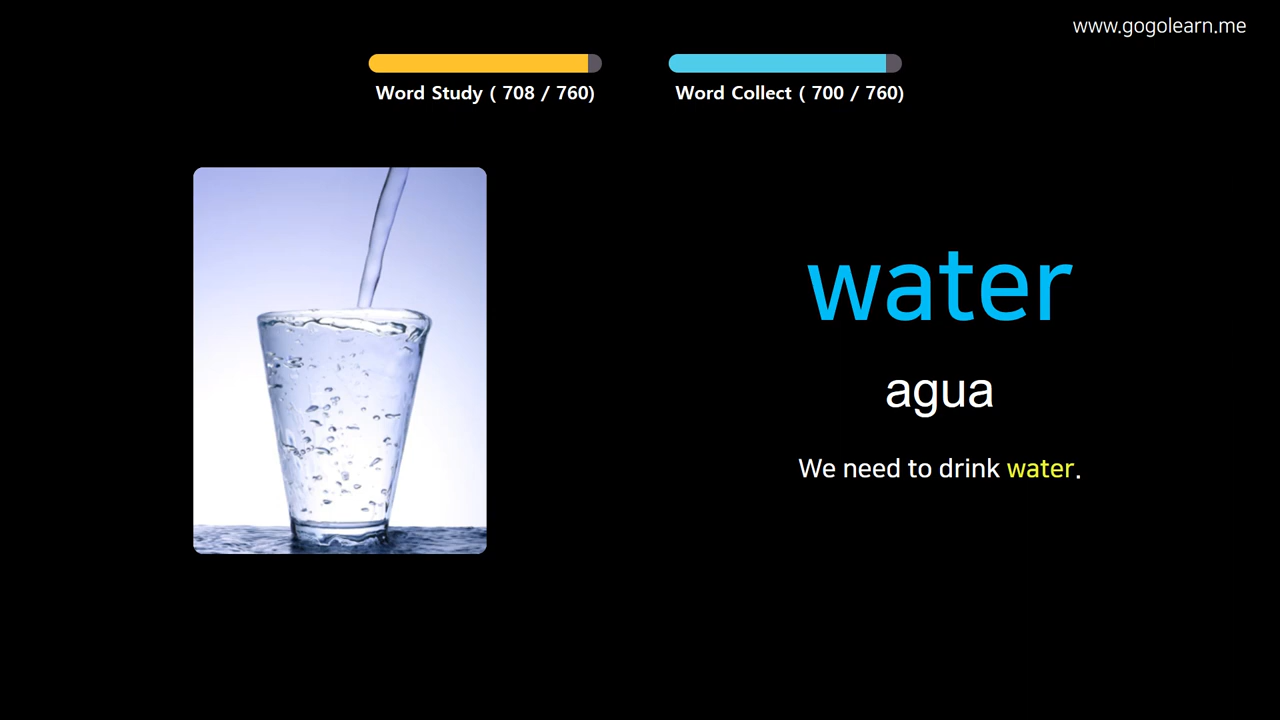 www.gogolearn.me
Word Study ( 708 / 760)
Word Collect ( 700 / 760)
water
agua
We need to drink water.